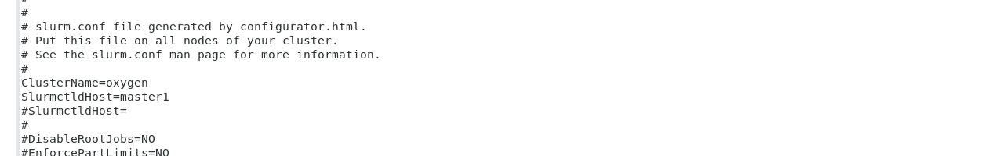 #
#
# slurm.conf file generated by configurator.html.
# Put this file on all nodes of your cluster.
# See the slurm.conf man page for more information.
#
ClusterName=oxygen
SlurmctldHost=master1
#SlurmctldHost=
#
#DisableRootJobs=NO
#EnforcePartLimits=NO